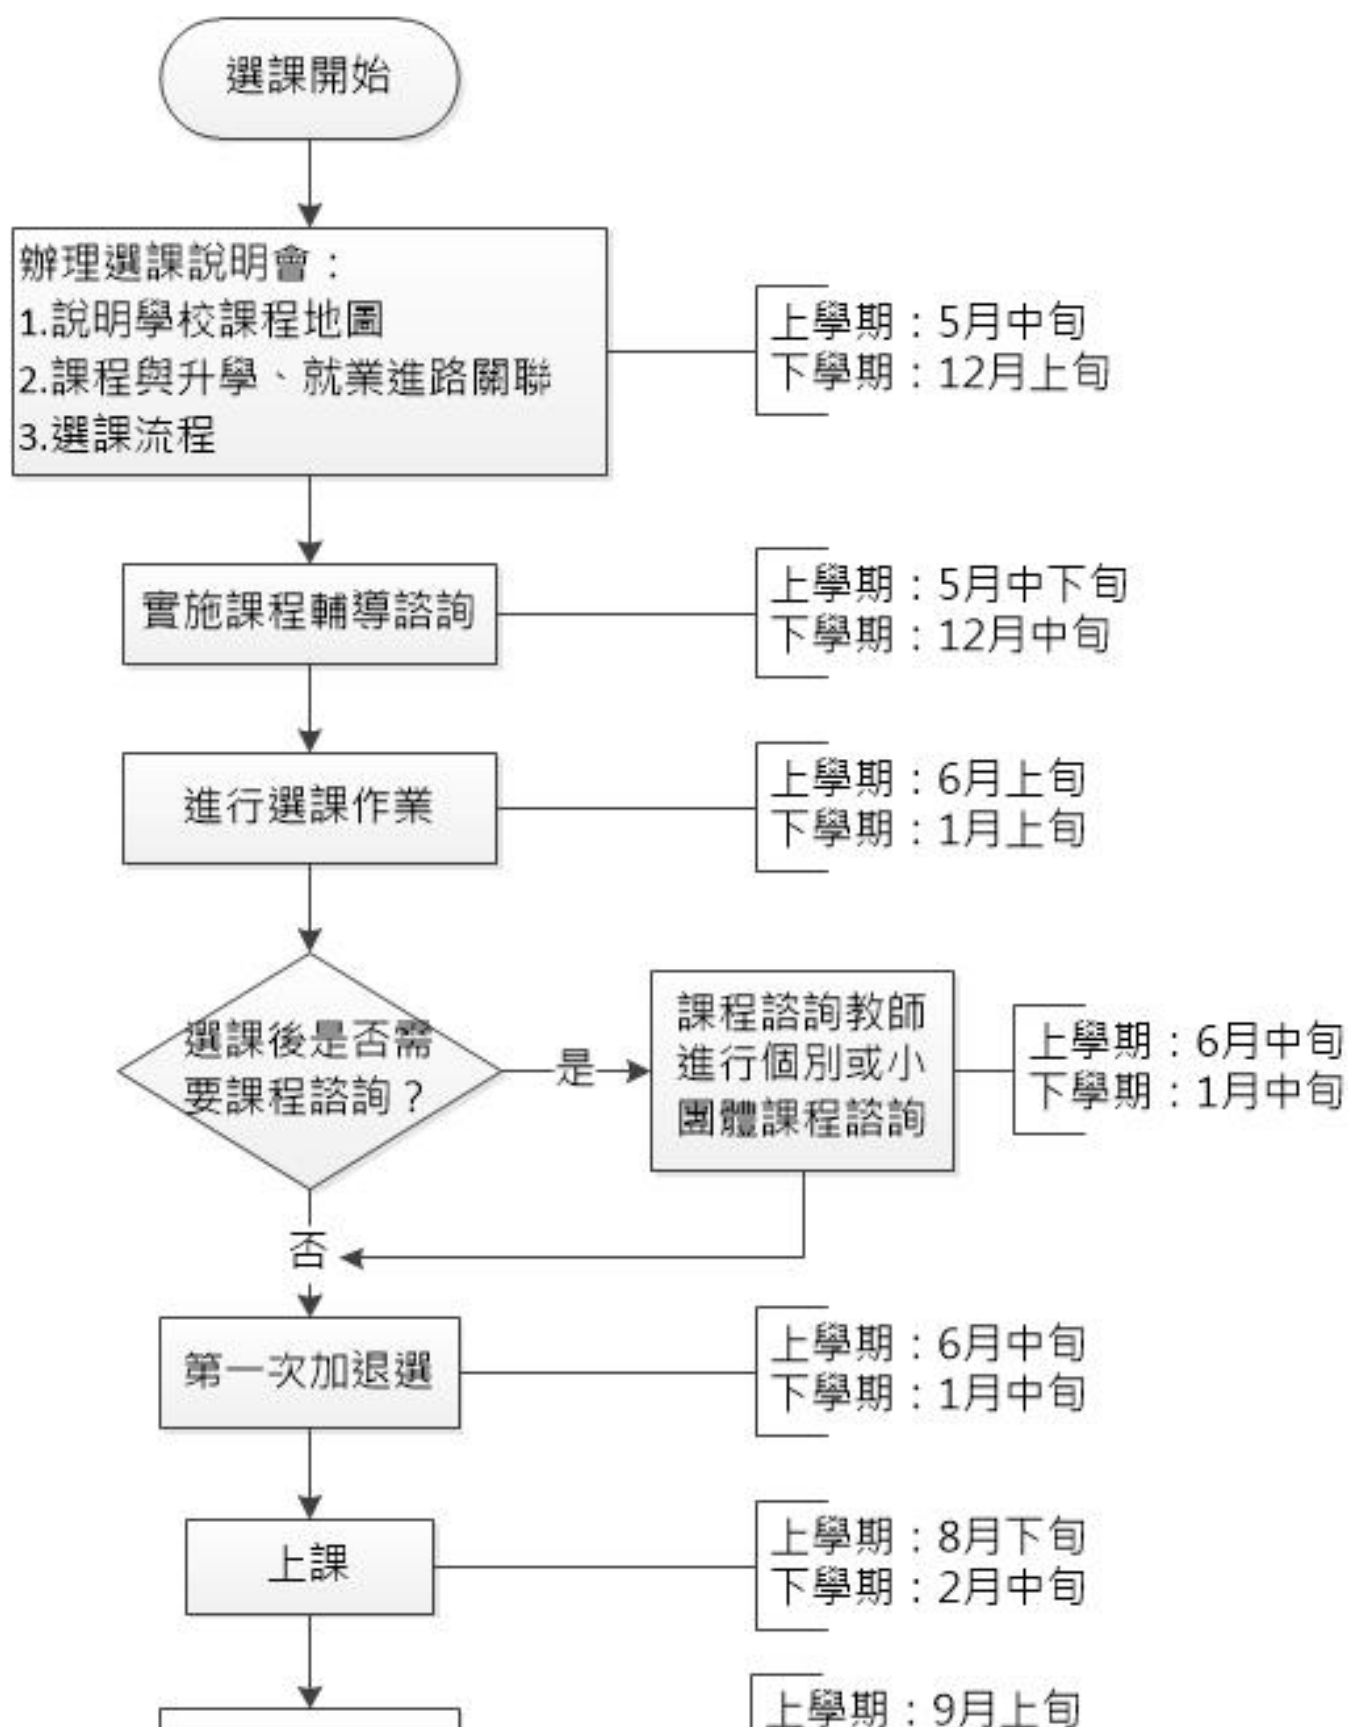 選課開始
辦理選課說明會：
1.說明學校課程地圖
2.課程與升學、就業進路關聯
3.選課流程
上學期：5月中旬
下學期：12月上旬
實施課程輔導諮詢
上學期：5月中下旬
下學期：12月中旬
進行選課作業
上學期：6月上旬
下學期：1月上旬
選課後是否需
要課程諮詢？
是
課程諮詢教師
進行個別或小
團體課程諮詢
上學期：6月中旬
下學期：1月中旬
否
第一次加退選
上學期：6月中旬
下學期：1月中旬
上課
上學期：8月下旬
下學期：2月中旬
上學期：9月上旬